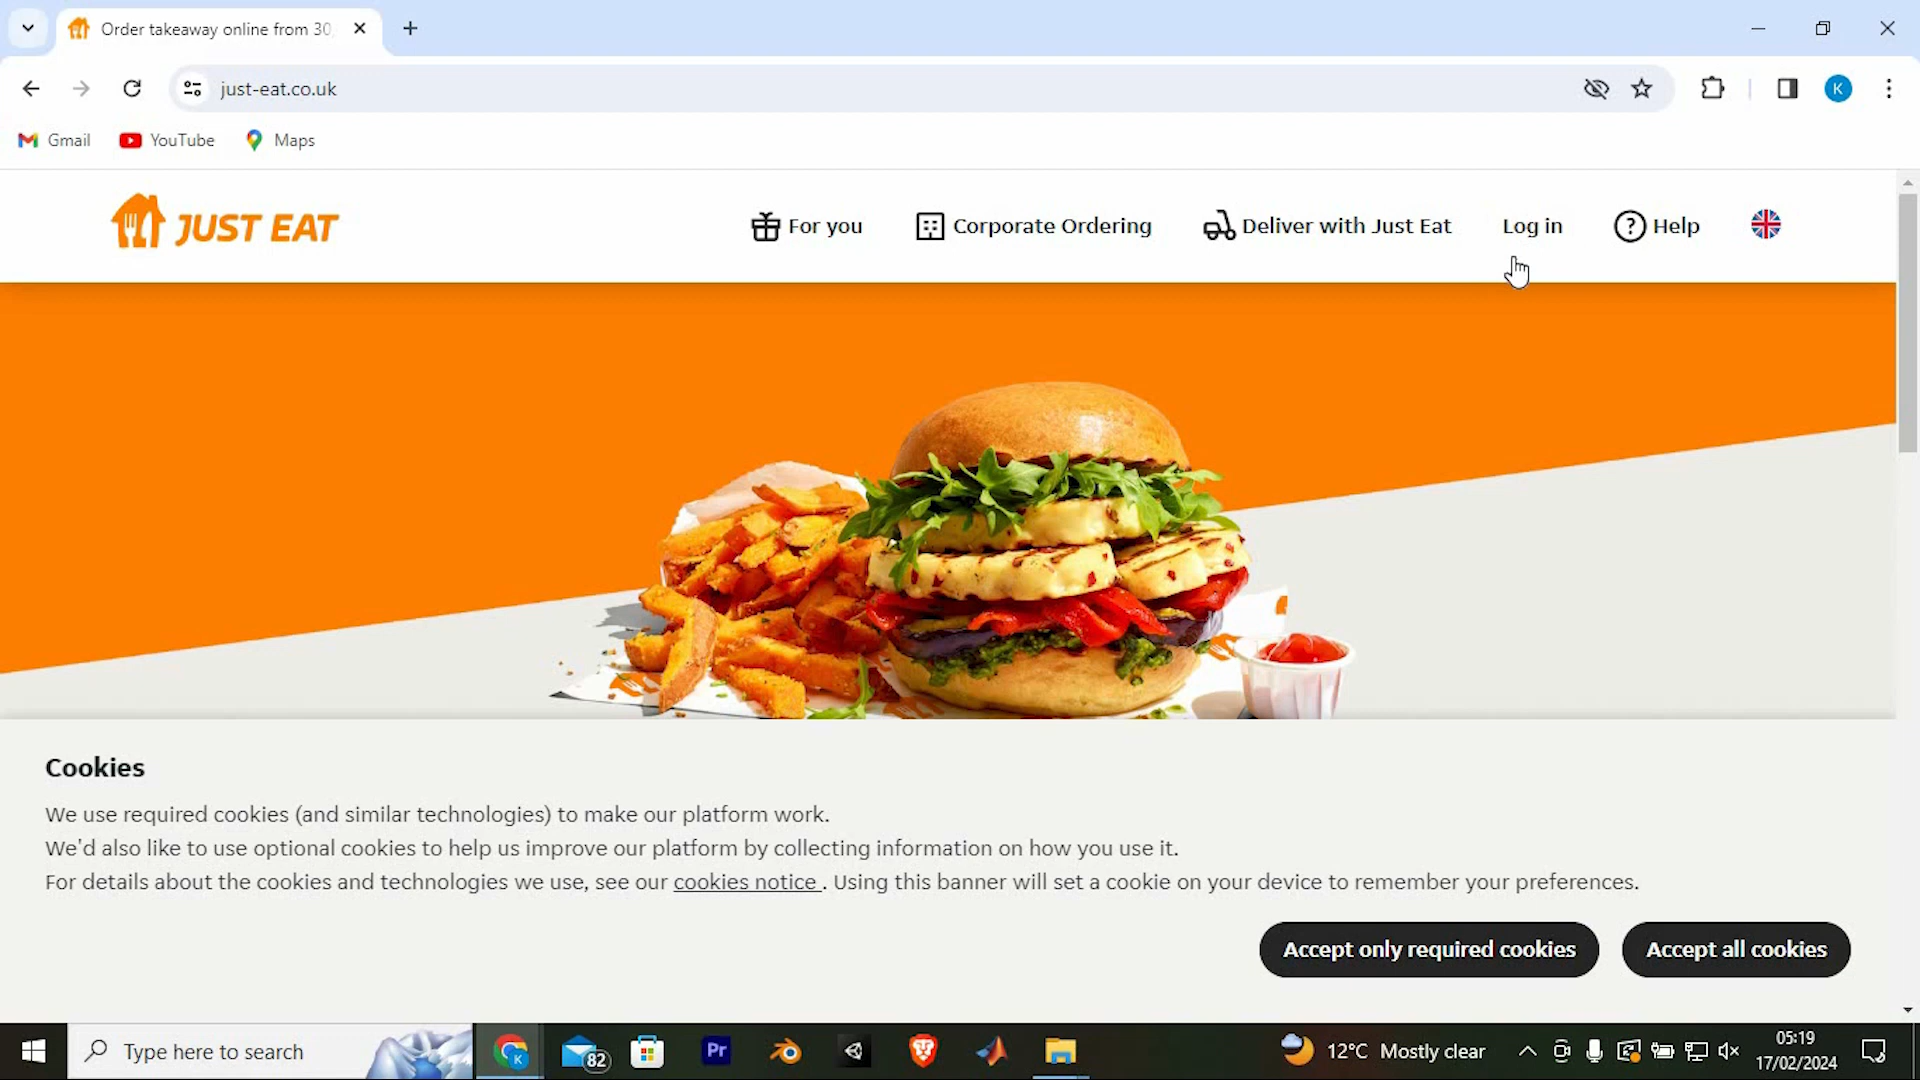 Order takeaway online from 30,
just-eat.co.uk
K
Gmail
YouTube
Maps
JUST EAT
For you
Corporate Ordering
Deliver with Just Eat
Log in
Help
Cookies
We use required cookies (and similar technologies) to make our platform work.
We'd also like to use optional cookies to help us improve our platform by collecting information on how you use it.
For details about the cookies and technologies we use, see our cookies notice . Using this banner will set a cookie on your device to remember your preferences.
Accept only required cookies
Accept all cookies
Type here to search
K
82
Pr
12°C Mostly clear
05:19
17/02/2024